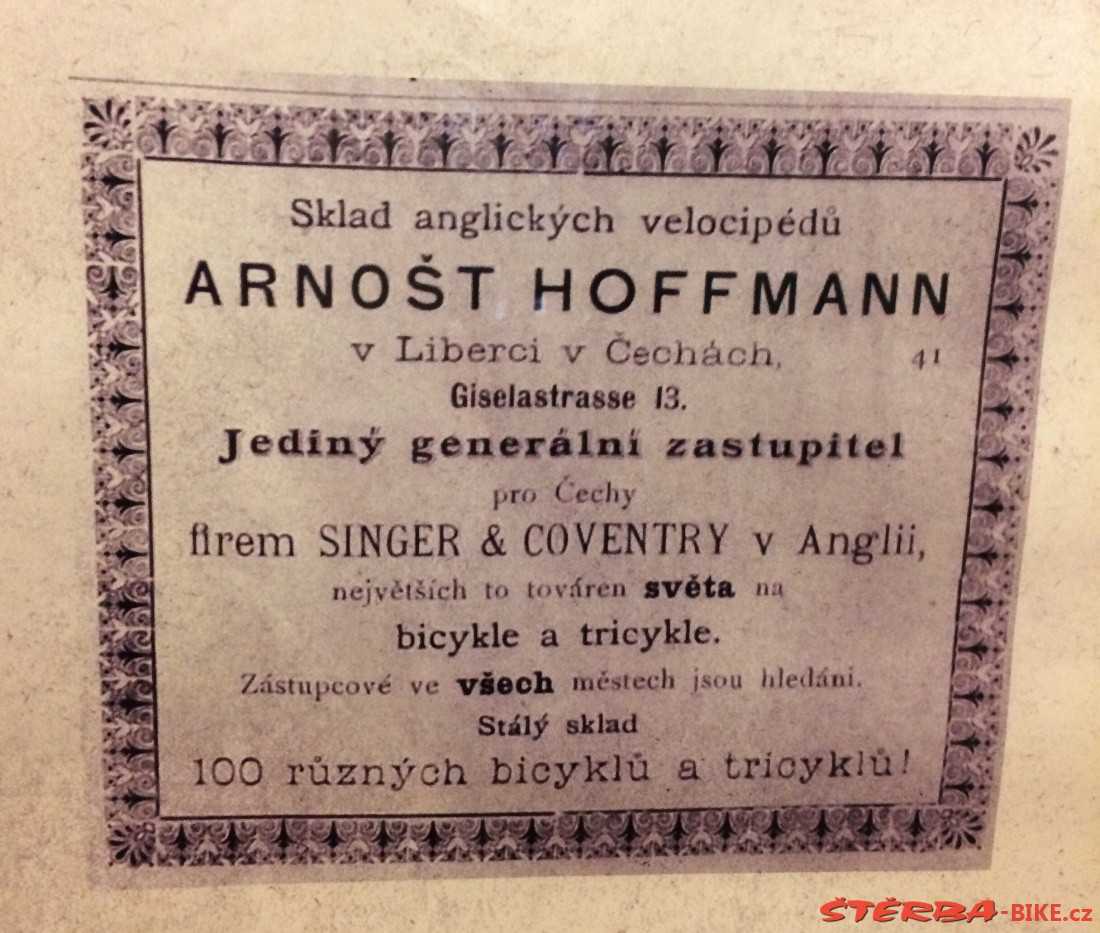 Sklad anglických velocipédů
ARNOŠT HOFFMANN
v Liberci v Čechách, 41
Giselastrasse 13.
Jediný generální zastupitel
pro Čechy
firem SINGER & COVENTRY v Anglii,
největších to továren světa na
bicykle a tricykle.
Zástupcové ve všech městech jsou hledáni.
Stálý sklad
100 různých bicyklů a tricyklů!
ŠTĚRBA-BIKE.cz